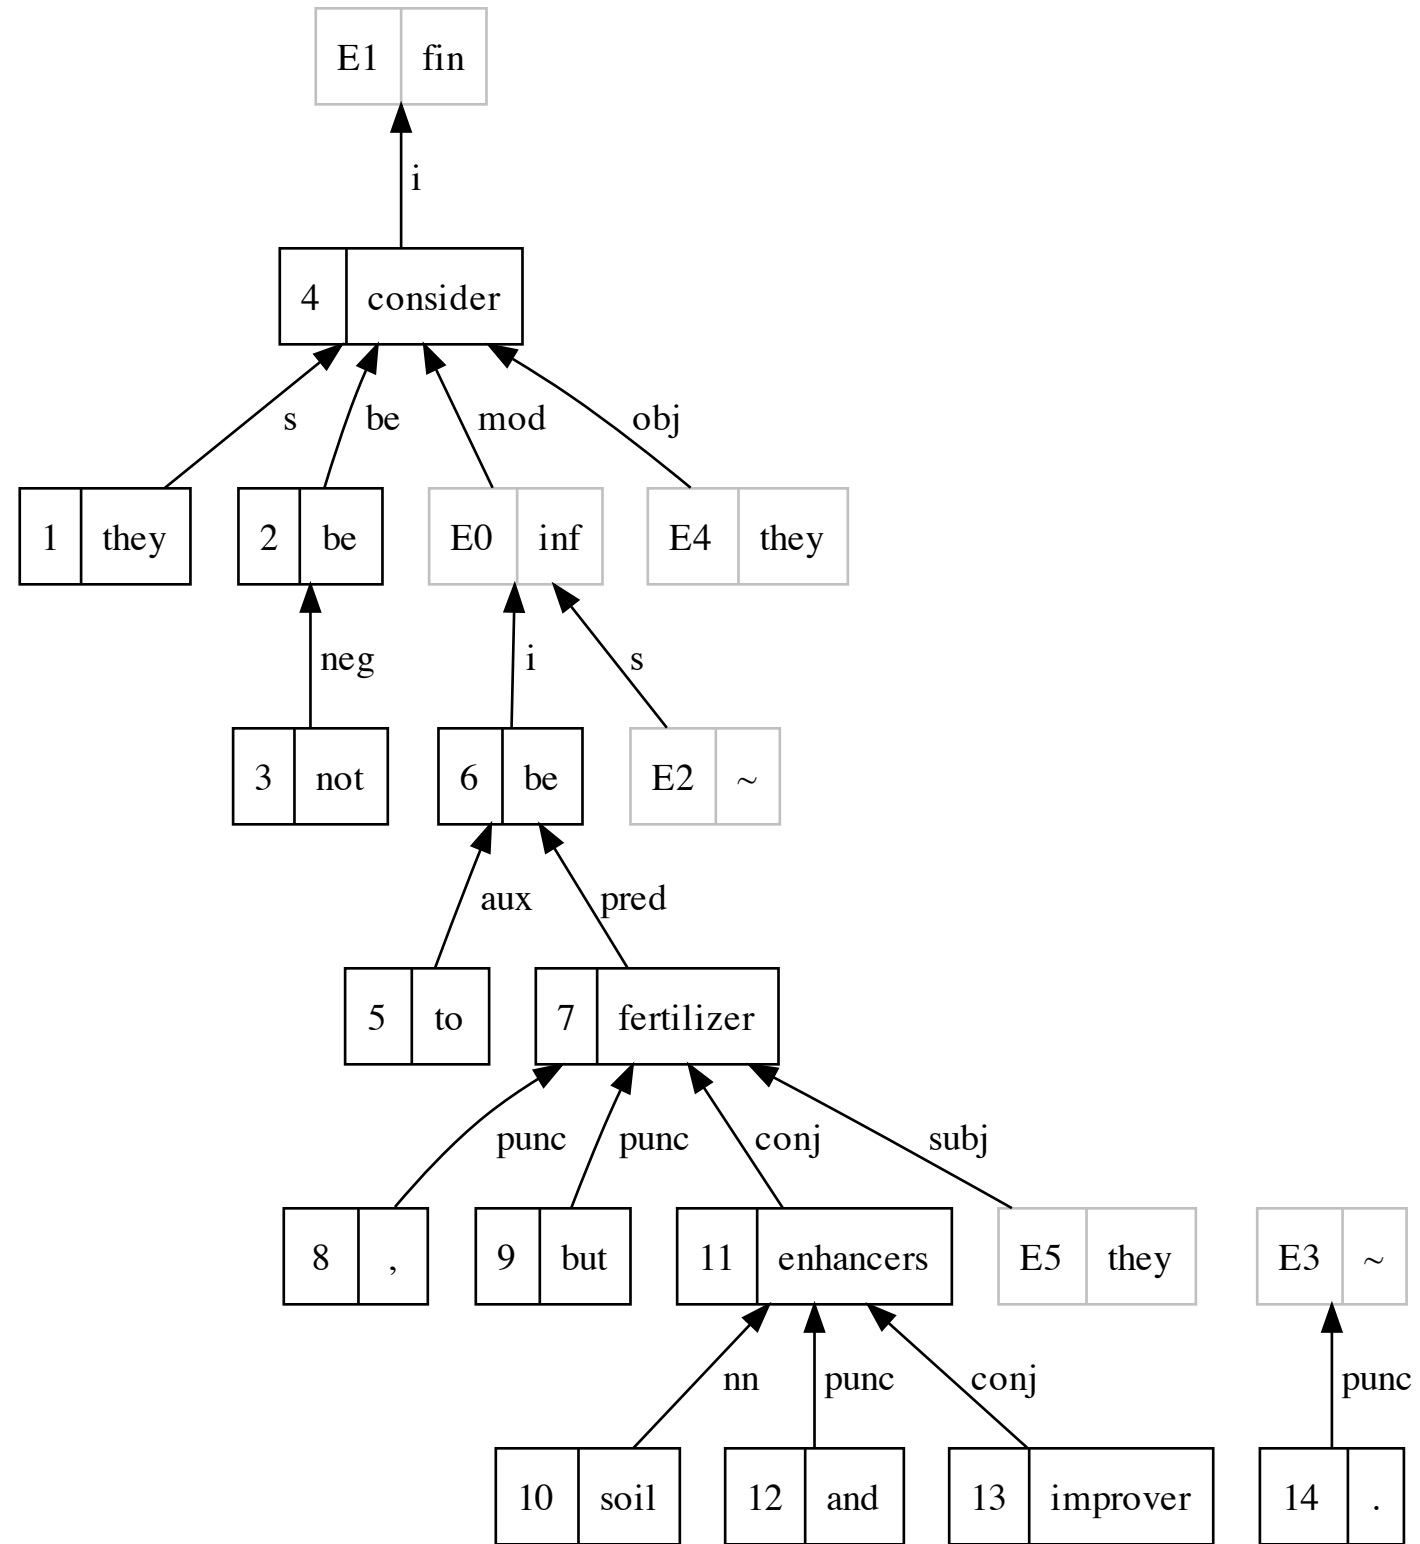 E1 fin
i
4 consider
s be mod obj
1 they 2 be E0 inf E4 they
neg i s
3 not 6 be E2 ~
aux pred
5 to 7 fertilizer
punc punc conj subj
8 , 9 but 11 enhancers E5 they E3 ~
nn punc conj punc
10 soil 12 and 13 improver 14 .